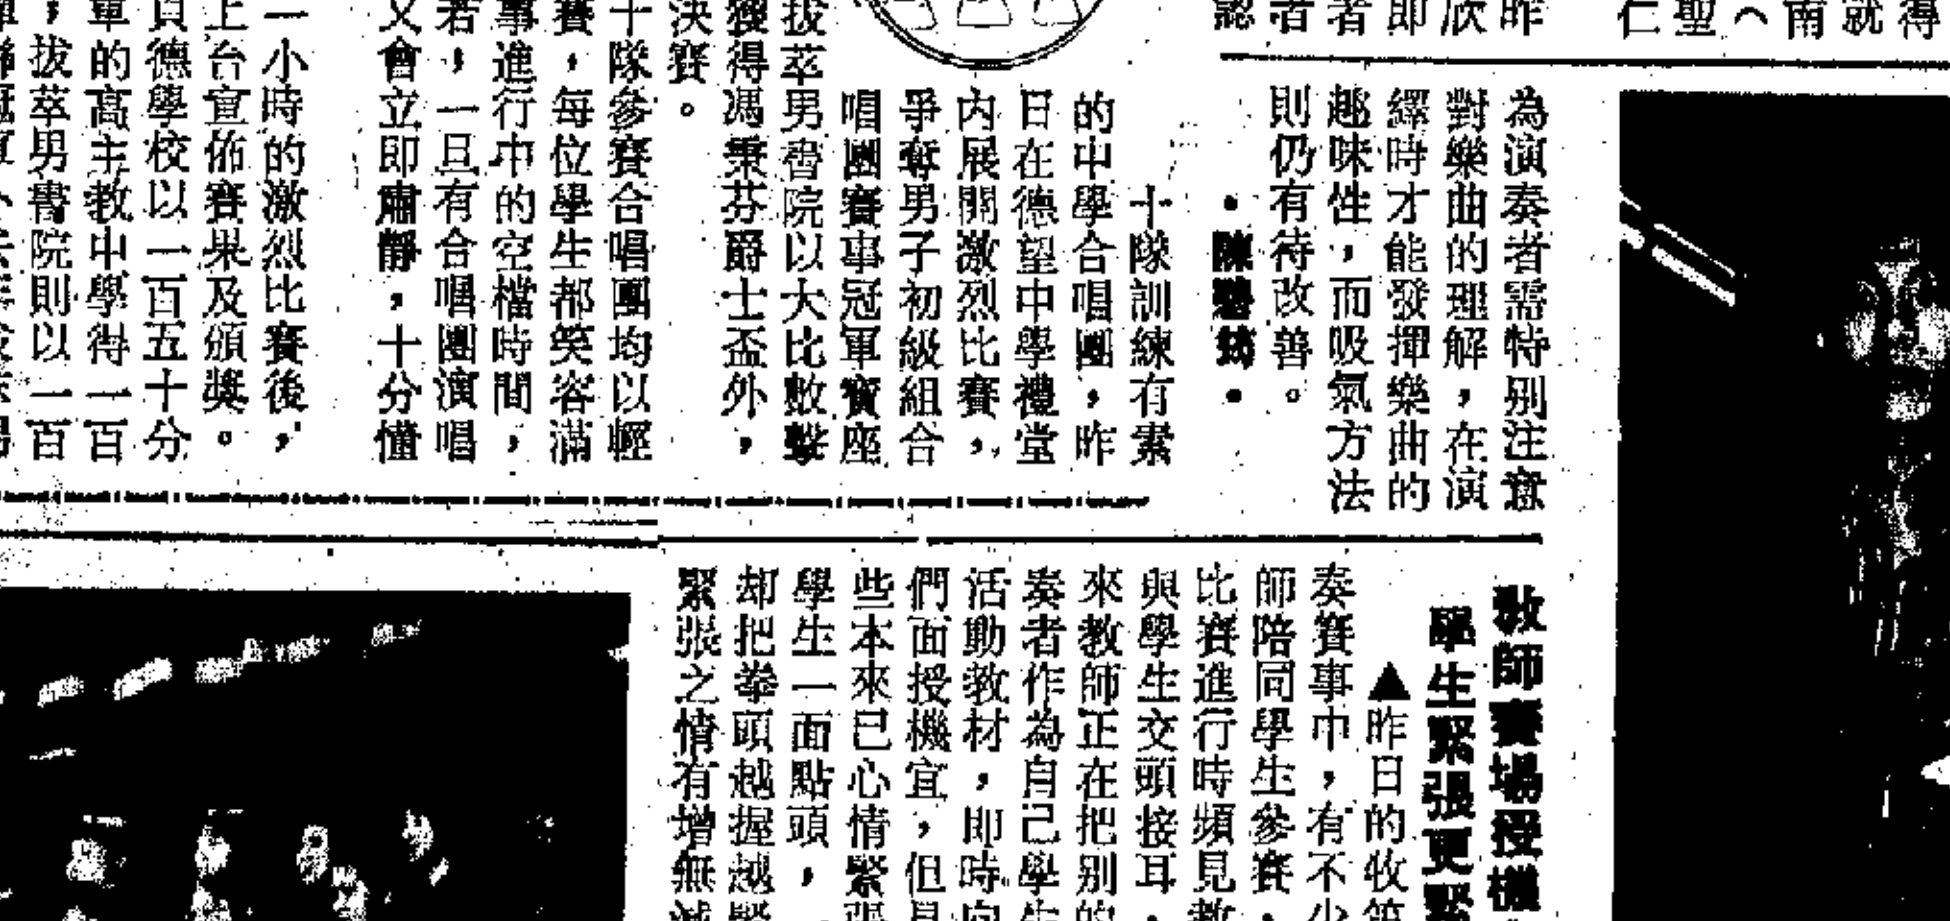 得
就
南
︵
聖
仁
昨
欣
即
者
者
認
為演奏者需特別注意
對樂曲的理解，在演
繹時才能發揮樂曲的
趣味性，而吸氣方法
則仍有待改善。
十隊訓練有素
的中學合唱團，昨
日在德望中學禮堂
內展開激烈比賽，
爭奪男子初級組合
唱團賽事冠軍寶座
拔萃男書院以大比數擊
獲得馮秉芬爵士盃外，
決賽。
十隊參賽合唱團均以輕
賽，每位學生都笑容滿
事進行中的空檔時間，
若，一旦有合唱團演唱
又會立即肅靜，十分懂
一小時的激烈比賽後，
上台宣佈賽果及頒獎。
貝德學校以一百五十分
軍的高主教中學得一百
，拔萃男書院則以一百
教師賽場授機
學生緊張更緊
▲昨日的收
奏賽事中，有不少
師陪同學生參賽，
比賽進行時頻見教
與學生交頭接耳，
來教師正在把別的
奏者作為自己學生
活動教材，即時向
們面授機宜，但
些本來已心情緊張
學生一面點頭，
却把拳頭越握越緊
緊張之情有增無減